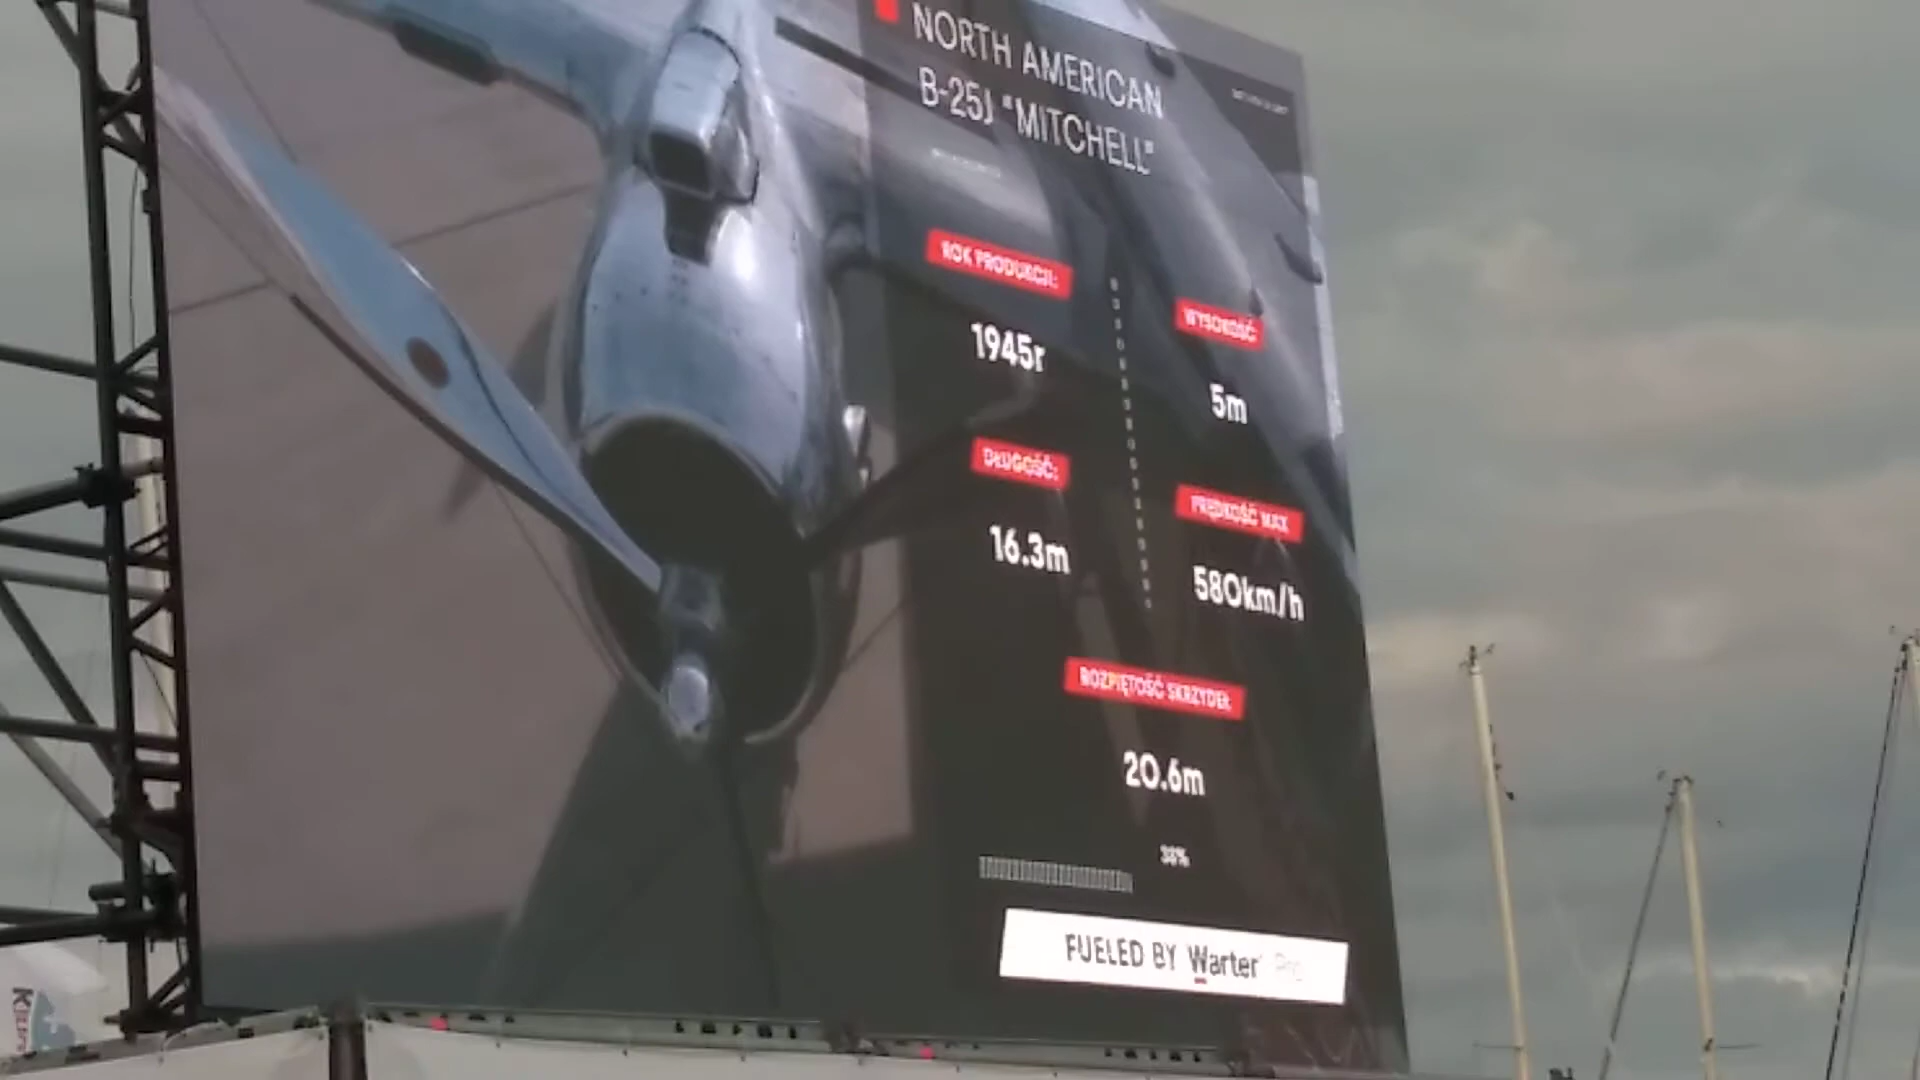 NORTH AMERICAN
B-25J "MITCHELL"
ROK PRODUKCJI:
1945r
WYSOKOŚĆ:
5m
DŁUGOŚĆ:
16.3m
PRĘDKOŚĆ MAX
580km/h
ROZPIĘTOŚĆ SKRZYDEŁ:
20.6m
38%
FUELED BY Warter